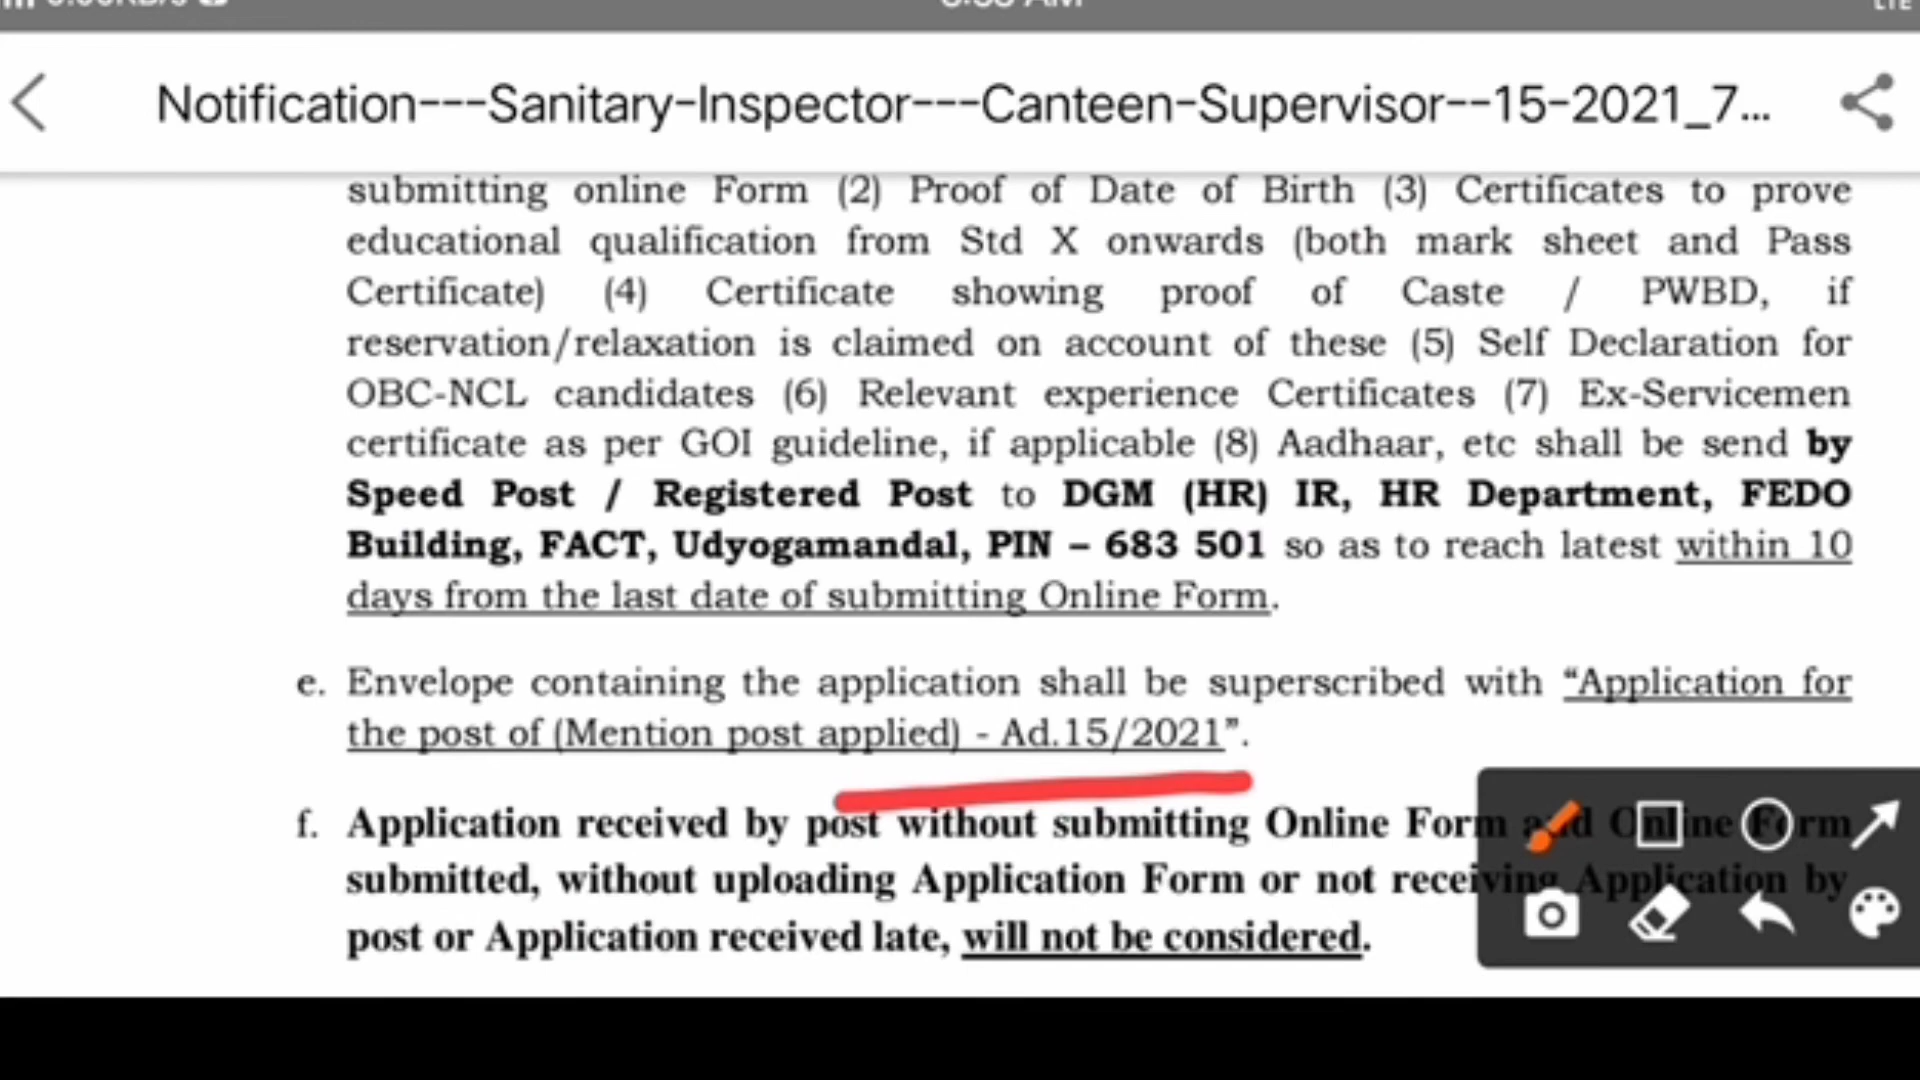 Notification---Sanitary-Inspector---Canteen-Supervisor--15-2021_7...
submitting online Form (2) Proof of Date of Birth (3) Certificates to prove
educational qualification from Std X onwards (both mark sheet and Pass
Certificate) (4) Certificate showing proof of Caste / PWBD, if
reservation/relaxation is claimed on account of these (5) Self Declaration for
OBC-NCL candidates (6) Relevant experience Certificates (7) Ex-Servicemen
certificate as per GOI guideline, if applicable (8) Aadhaar, etc shall be send by
Speed Post / Registered Post to DGM (HR) IR, HR Department, FEDO
Building, FACT, Udyogamandal, PIN – 683 501 so as to reach latest within 10
days from the last date of submitting Online Form.
e. Envelope containing the application shall be superscribed with “Application for
the post of (Mention post applied) - Ad.15/2021”.
f. Application received by post without submitting Online Form and Online Form
submitted, without uploading Application Form or not receiving Application by
post or Application received late, will not be considered.